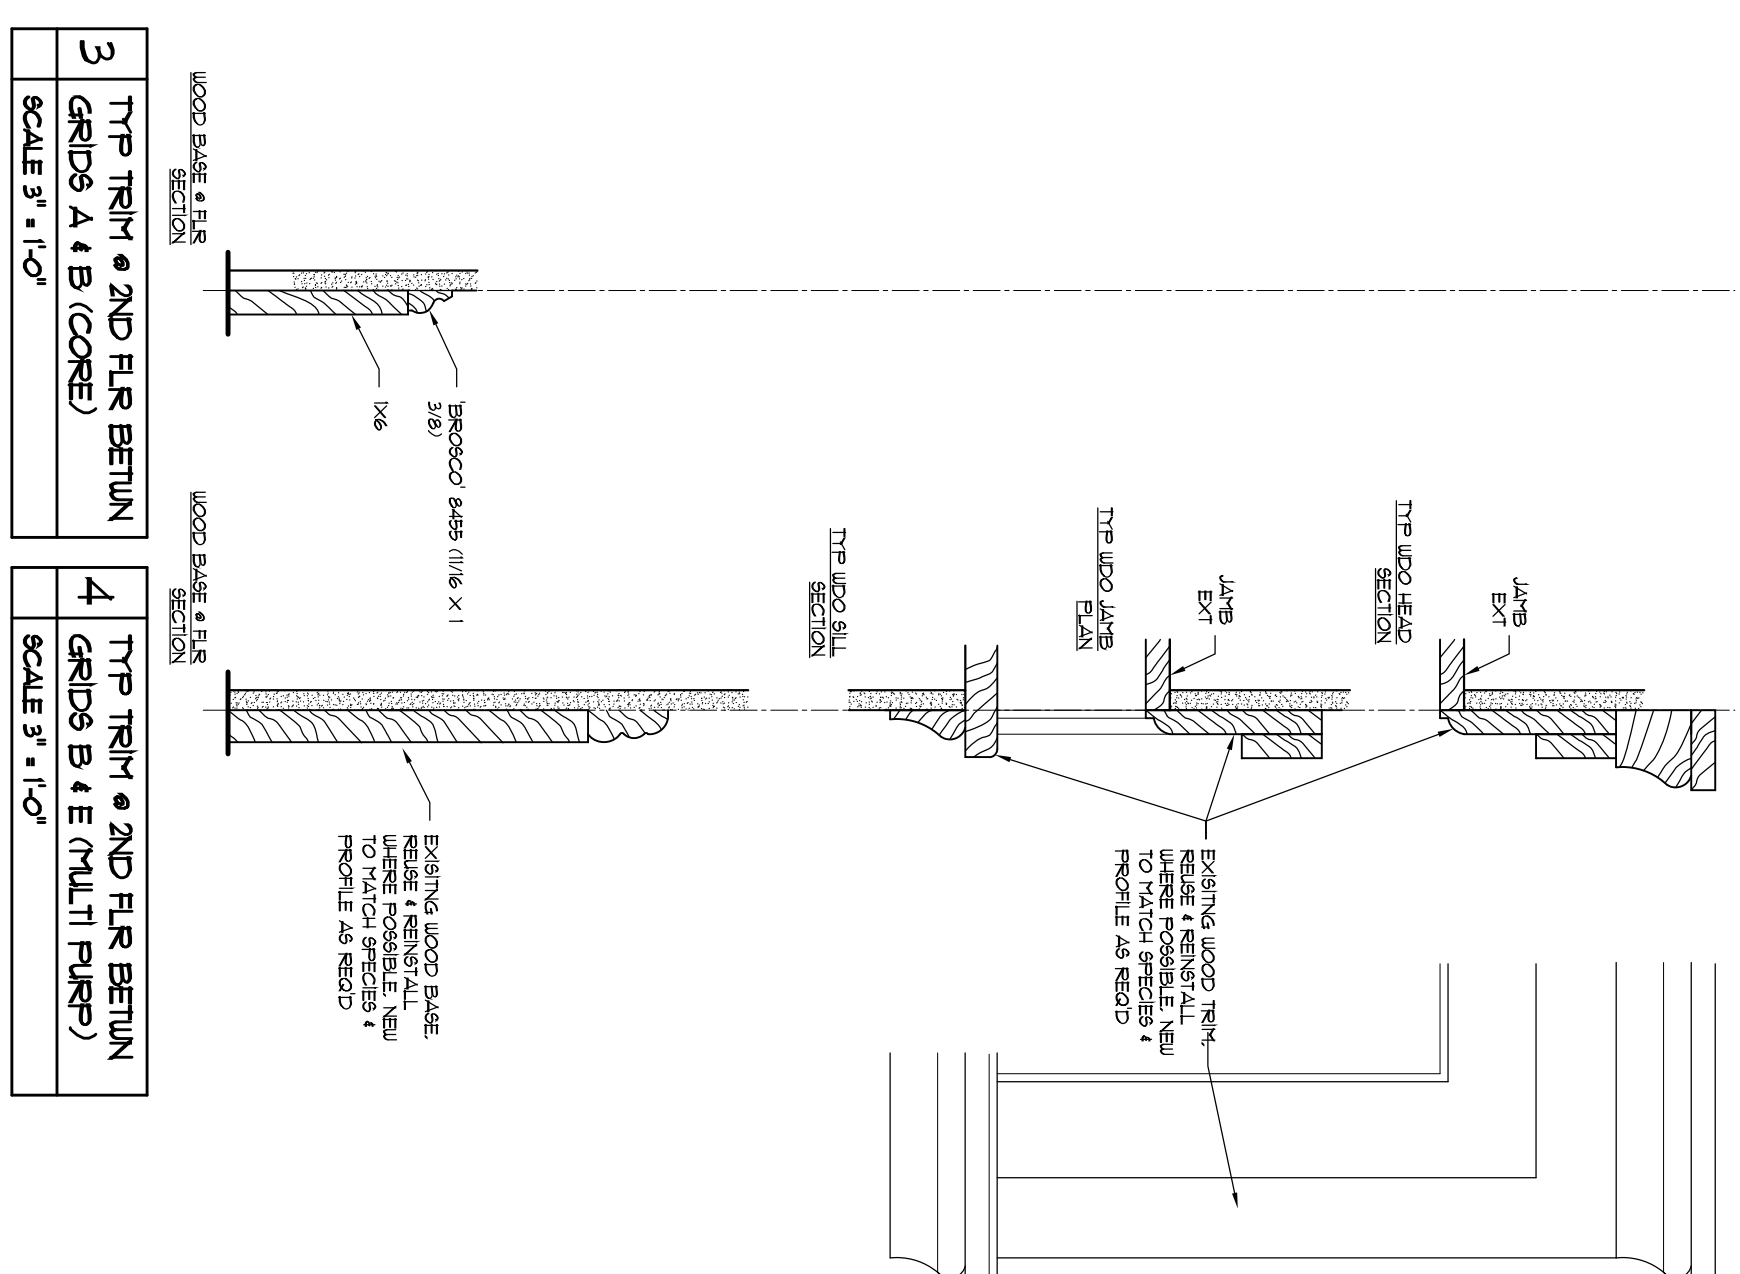 WOOD BASE @ FLR
SECTION
'BROSCO' 8455 (11/16 X 1
3/8)
1X6
3
TYP TRIM @ 2ND FLR BETWN
GRIDS A & B (CORE)
SCALE 3" = 1'-0"
JAMB
EXT
TYP WDO HEAD
SECTION
JAMB
EXT
TYP WDO JAMB
PLAN
EXISITNG WOOD TRIM,
REUSE & REINSTALL
WHERE POSSIBLE, NEW
TO MATCH SPECIES &
PROFILE AS REQ'D
TYP WDO SILL
SECTION
EXISITNG WOOD BASE,
REUSE & REINSTALL
WHERE POSSIBLE, NEW
TO MATCH SPECIES &
PROFILE AS REQ'D
WOOD BASE @ FLR
SECTION
4
TYP TRIM @ 2ND FLR BETWN
GRIDS B & E (MULTI PURP)
SCALE 3" = 1'-0"